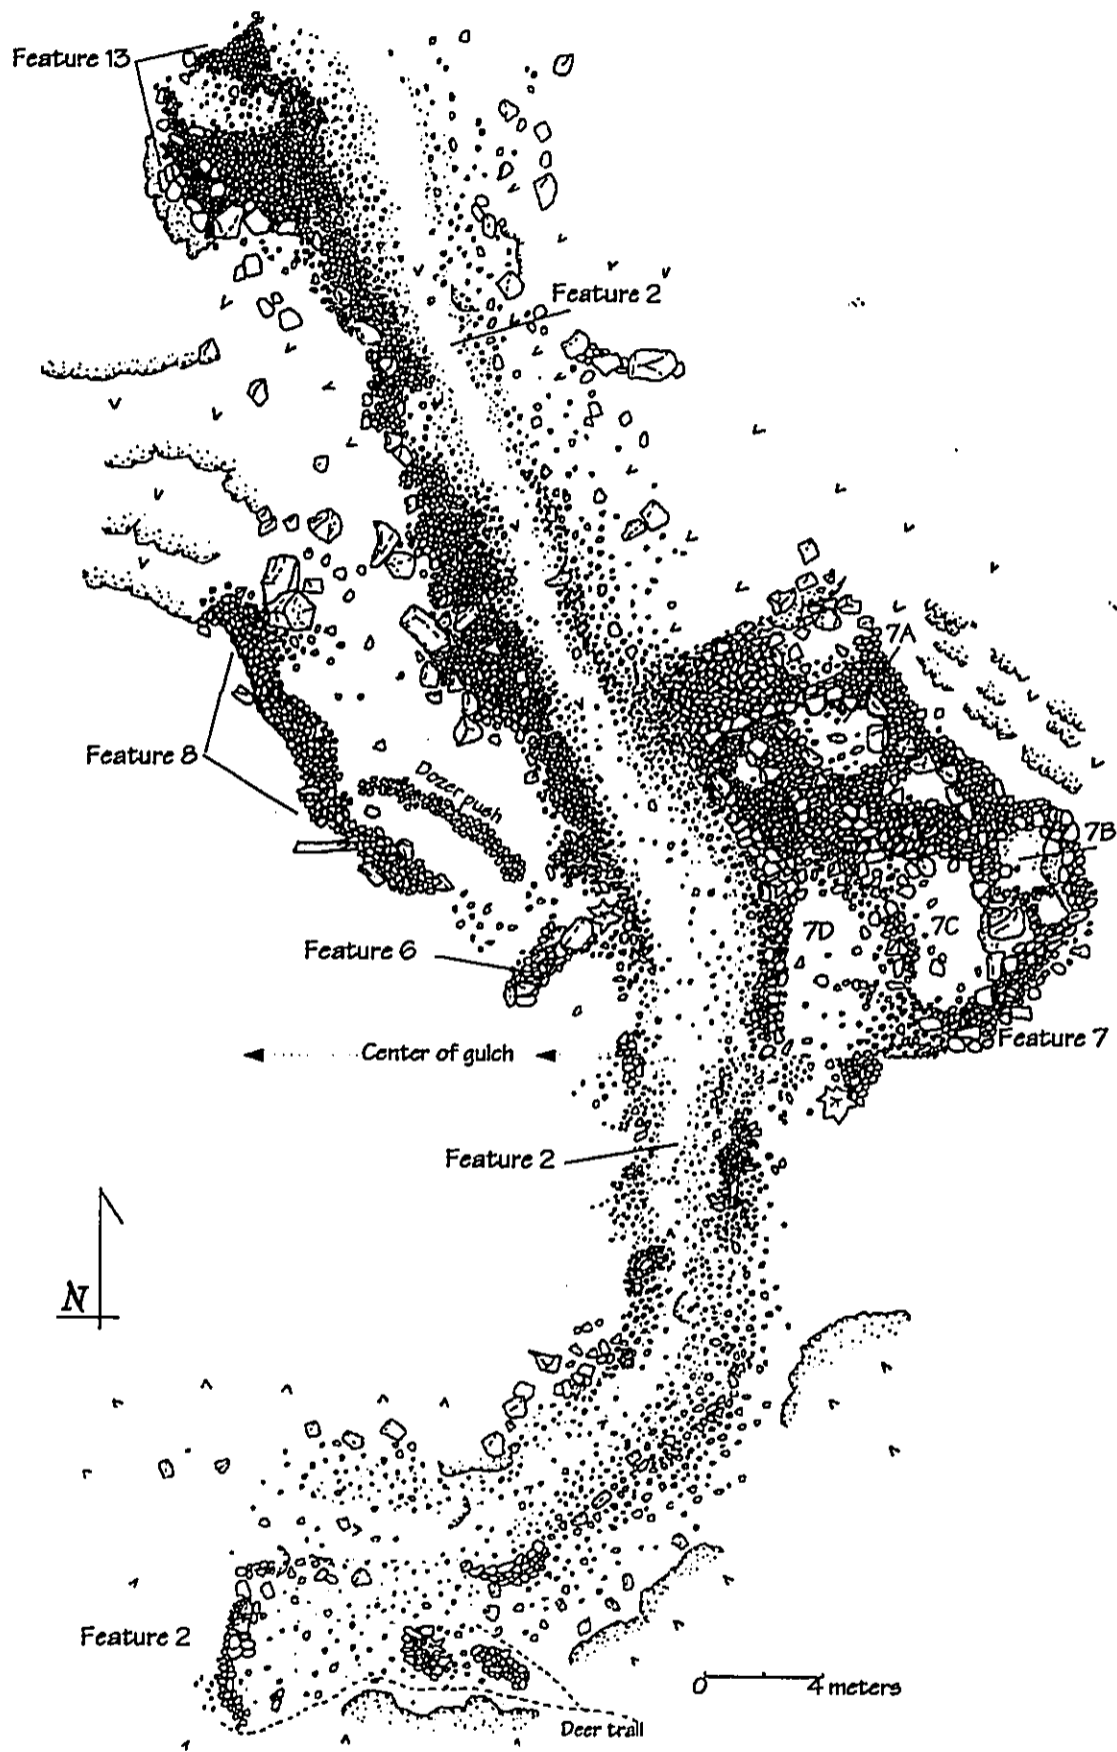 Feature 13
Feature 2
7A
Feature 8
Dozer push
7B
7D
7C
Feature 6
Feature 7
Center of gulch
Feature 2
N
Feature 2
0 4 meters
Deer trail